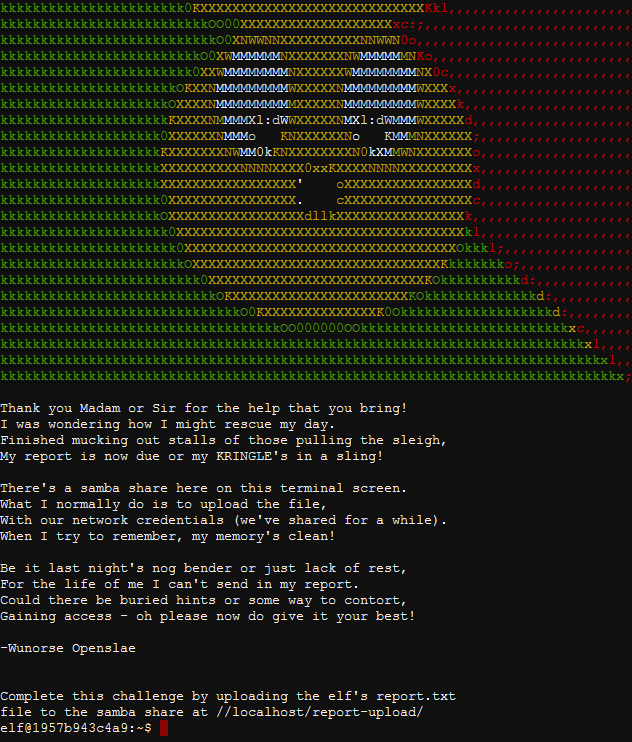 Thank you Madam or Sir for the help that you bring!
I was wondering how I might rescue my day.
Finished mucking out stalls of those pulling the sleigh,
My report is now due or my KRINGLE's in a sling!
There's a samba share here on this terminal screen.
What I normally do is to upload the file,
With our network credentials (we've shared for a while).
When I try to remember, my memory's clean!
Be it last night's nog bender or just lack of rest,
For the life of me I can't send in my report.
Could there be buried hints or some way to contort,
Gaining access - oh please now do give it your best!
-Wunorse Openslae
Complete this challenge by uploading the elf's report.txt
file to the samba share at //localhost/report-upload/
elf@1957b943c4a9:~$